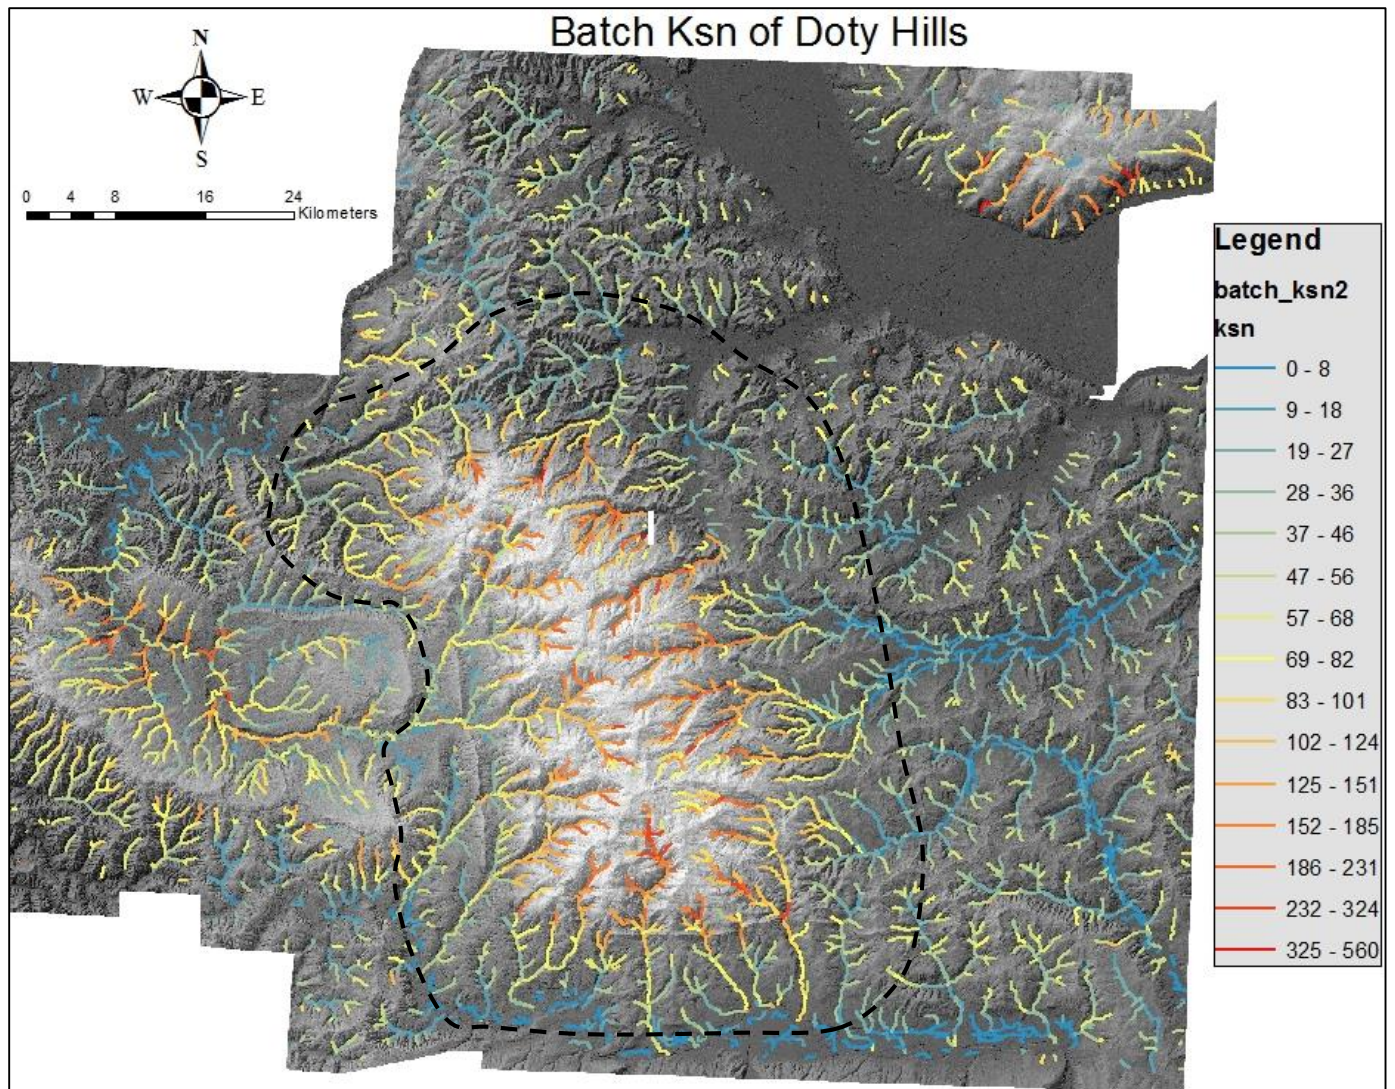 Batch Ksn of Doty Hills
N
W
E
S
0 4 8 16 24
Kilometers
Legend
batch_ksn2
ksn
0 - 8
9 - 18
19 - 27
28 - 36
37 - 46
47 - 56
57 - 68
69 - 82
83 - 101
102 - 124
125 - 151
152 - 185
186 - 231
232 - 324
325 - 560